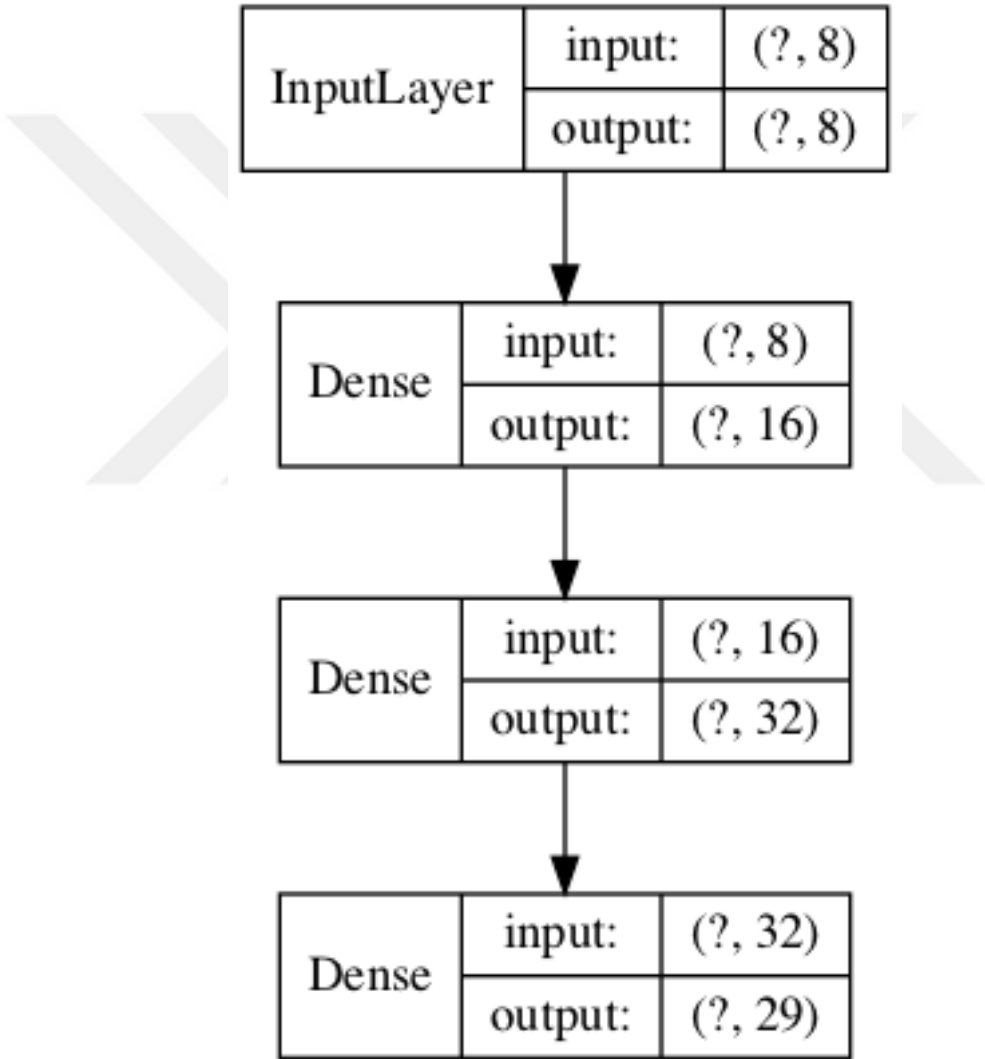 InputLayer
input: (?, 8)
output: (?, 8)
Dense
input: (?, 8)
output: (?, 16)
Dense
input: (?, 16)
output: (?, 32)
Dense
input: (?, 32)
output: (?, 29)